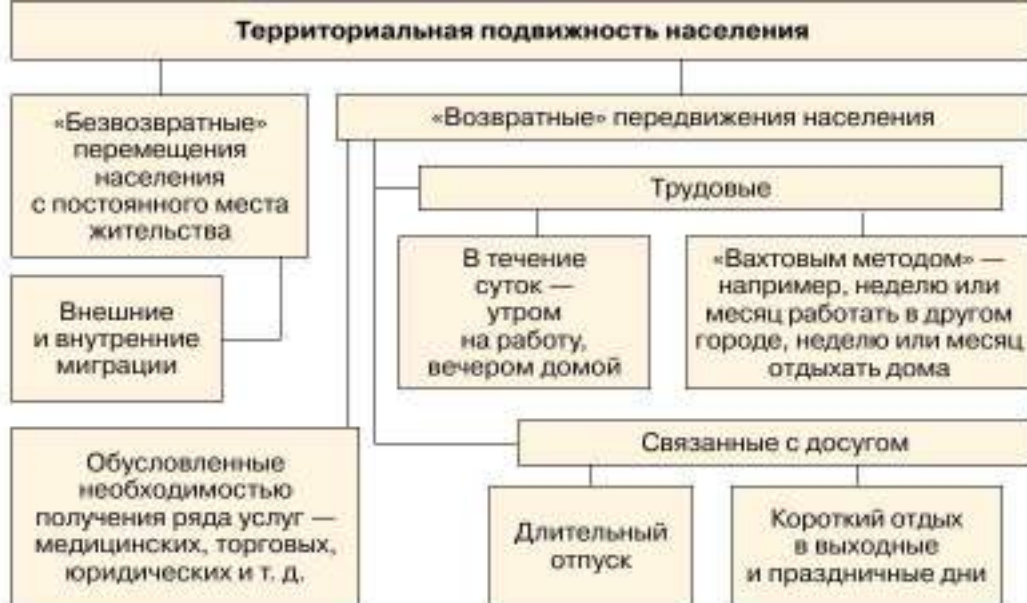 Территориальная подвижность населения
«Безвозвратные»
перемещения
населения
с постоянного места
жительства
Внешние
и внутренние
миграции
«Возвратные» передвижения населения
Трудовые
В течение
суток —
утром
на работу,
вечером домой
«Вахтовым методом» —
например, неделю или
месяц работать в другом
городе, неделю или месяц
отдыхать дома
Связанные с досугом
Длительный
отпуск
Короткий отдых
в выходные
и праздничные дни
Обусловленные
необходимостью
получения ряда услуг —
медицинских, торговых,
юридических и т. д.